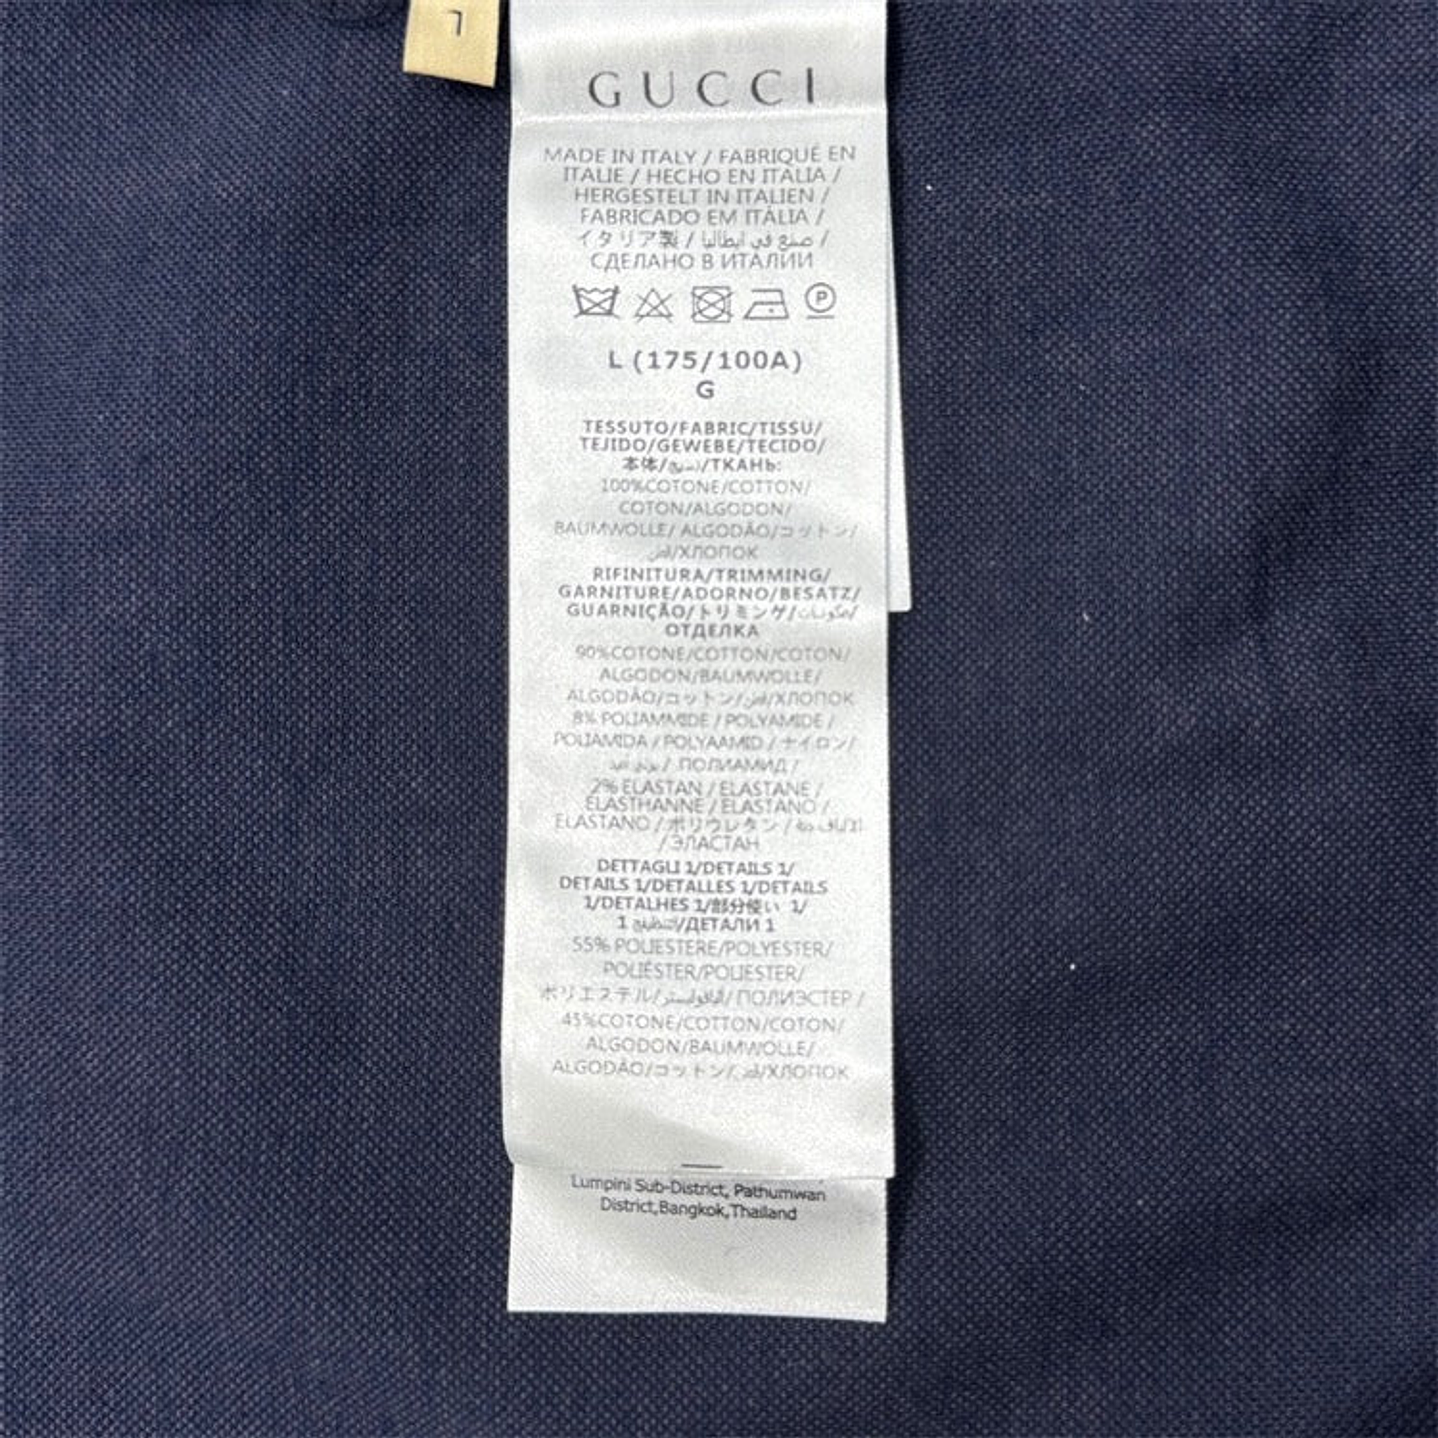 L
GUCCI
MADE IN ITALY / FABRIQUÉ EN
ITALIE / HECHO EN ITALIA /
HERGESTELLT IN ITALIEN /
FABRICADO EM ITÁLIA /
イタリア製 / صنع في ايطاليا /
СДЕЛАНО В ИТАЛИИ
P
L (175/100A)
G
TESSUTO/FABRIC/TISSU/
TEJIDO/GEWEBE/TECIDO/
本体/نسيج/ТКАНЬ:
100%COTONE/COTTON/
COTON/ALGODON/
BAUMWOLLE/ ALGODÃO/コットン/
قطن/ХЛОПОК
RIFINITURA/TRIMMING/
GARNITURE/ADORNO/BESATZ/
GUARNIÇÃO/トリミング/
ОТДЕЛКА
90%COTONE/COTTON/COTON/
ALGODON/BAUMWOLLE/
ALGODÃO/コットン/قطن/ХЛОПОК
8% POLIAMMIDE / POLYAMIDE /
POLIAMIDA / POLYAAMID / ナイロン/
/ ПОЛИАМИД /
2% ELASTAN / ELASTANE /
ELASTHANNE / ELASTANO /
ELASTANO / ポリウレタン /
/ ЭЛАСТАН
DETTAGLI 1/DETAILS 1/
DETAILS 1/DETALLES 1/DETAILS
1/DETALHES 1/部分使い 1/
1 /ДЕТАЛИ 1
55% POLIESTERE/POLYESTER/
POLIÉSTER/POLIESTER/
ポリエステル/ /ПОЛИЭСТЕР /
45%COTONE/COTTON/COTON/
ALGODON/BAUMWOLLE/
ALGODÃO/コットン/قطن/ХЛОПОК
Lumpini Sub-District, Pathumwan
District,Bangkok,Thailand